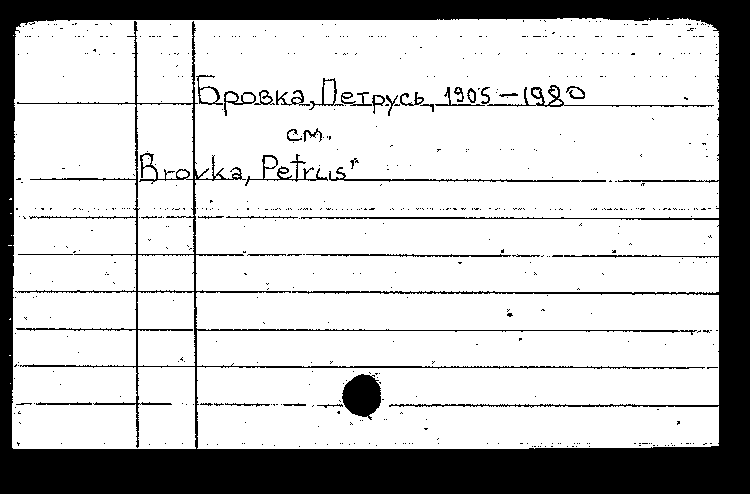 Бровка, Петрусь, 1905-1980
см.
Brovka, Petrus'